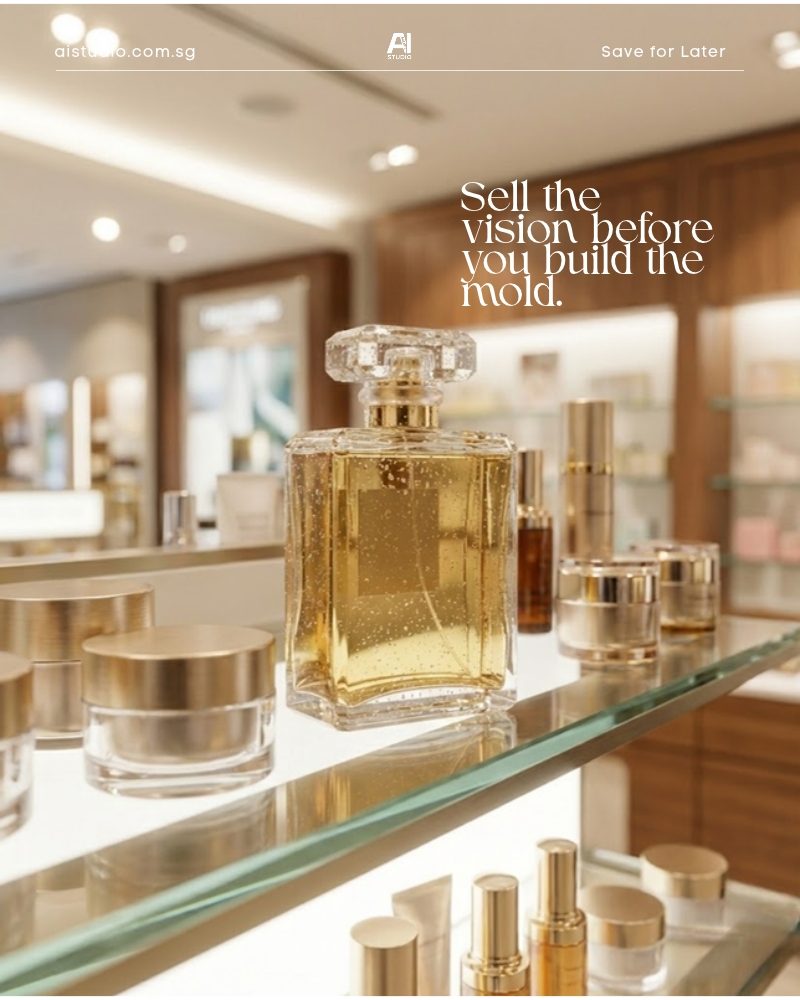 aistudio.com.sg
AI
STUDIO
Save for Later
Sell the
vision before
you build the
mold.